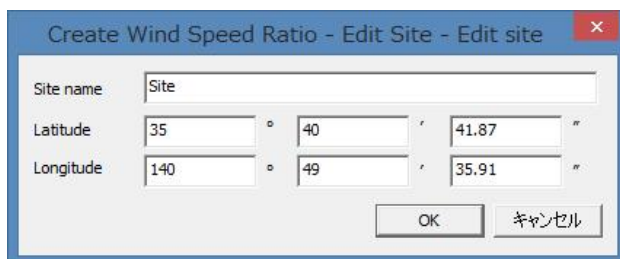 Create Wind Speed Ratio - Edit Site - Edit site
Site name Site
Latitude 35 ° 40 ′ 41.87 ″
Longitude 140 ° 49 ′ 35.91 ″
OK キャンセル